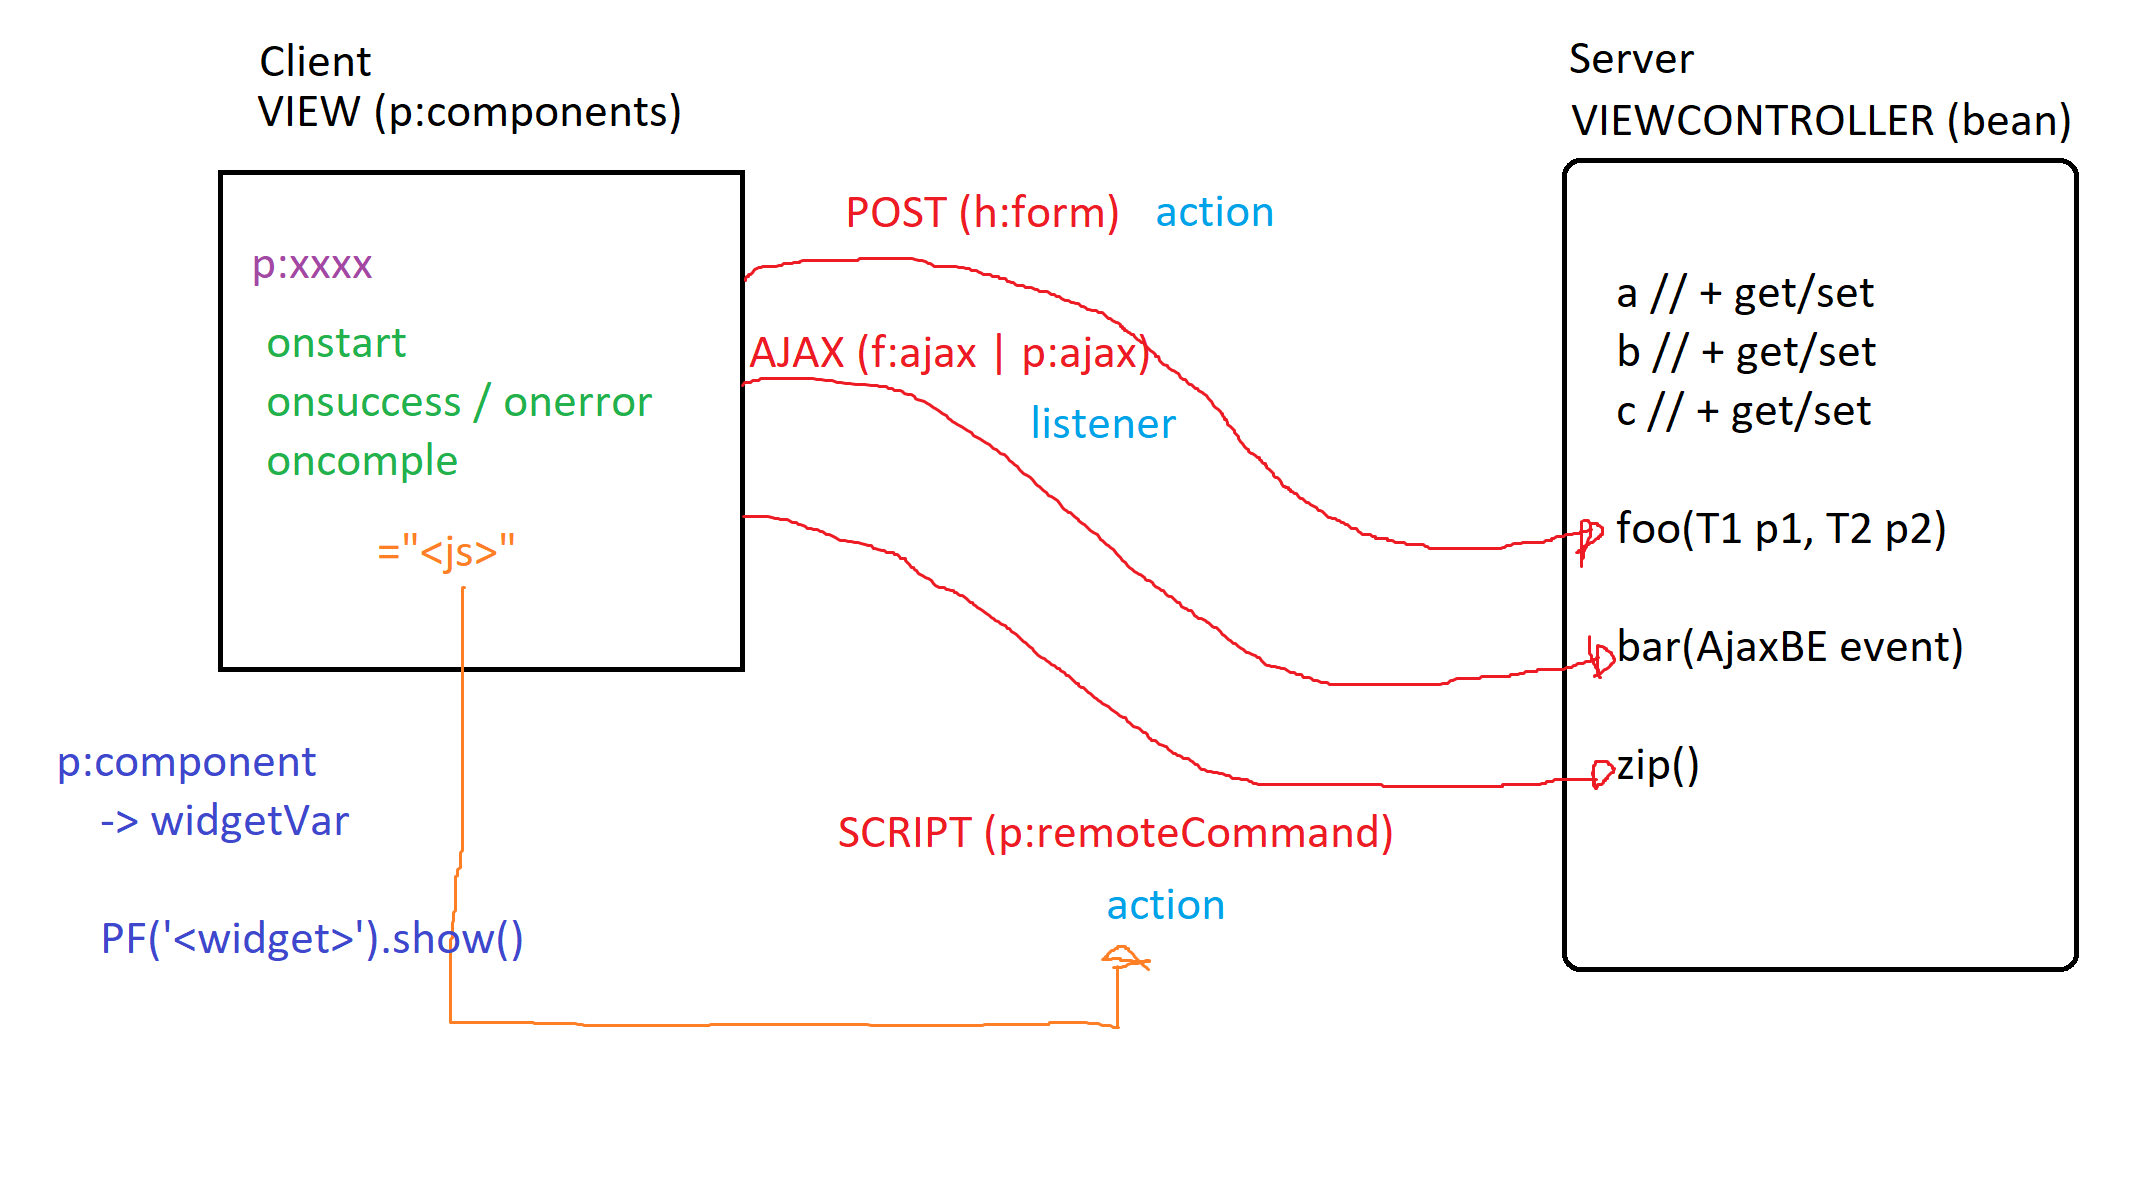 Client
VIEW (p:components)
p:xxxx
onstart
onsuccess / onerror
oncomple
="<js>"
p:component
-> widgetVar
PF('<widget>').show()
POST (h:form) action
AJAX (f:ajax | p:ajax)
listener
SCRIPT (p:remoteCommand)
action
Server
VIEWCONTROLLER (bean)
a // + get/set
b // + get/set
c // + get/set
foo(T1 p1, T2 p2)
bar(AjaxBE event)
zip()